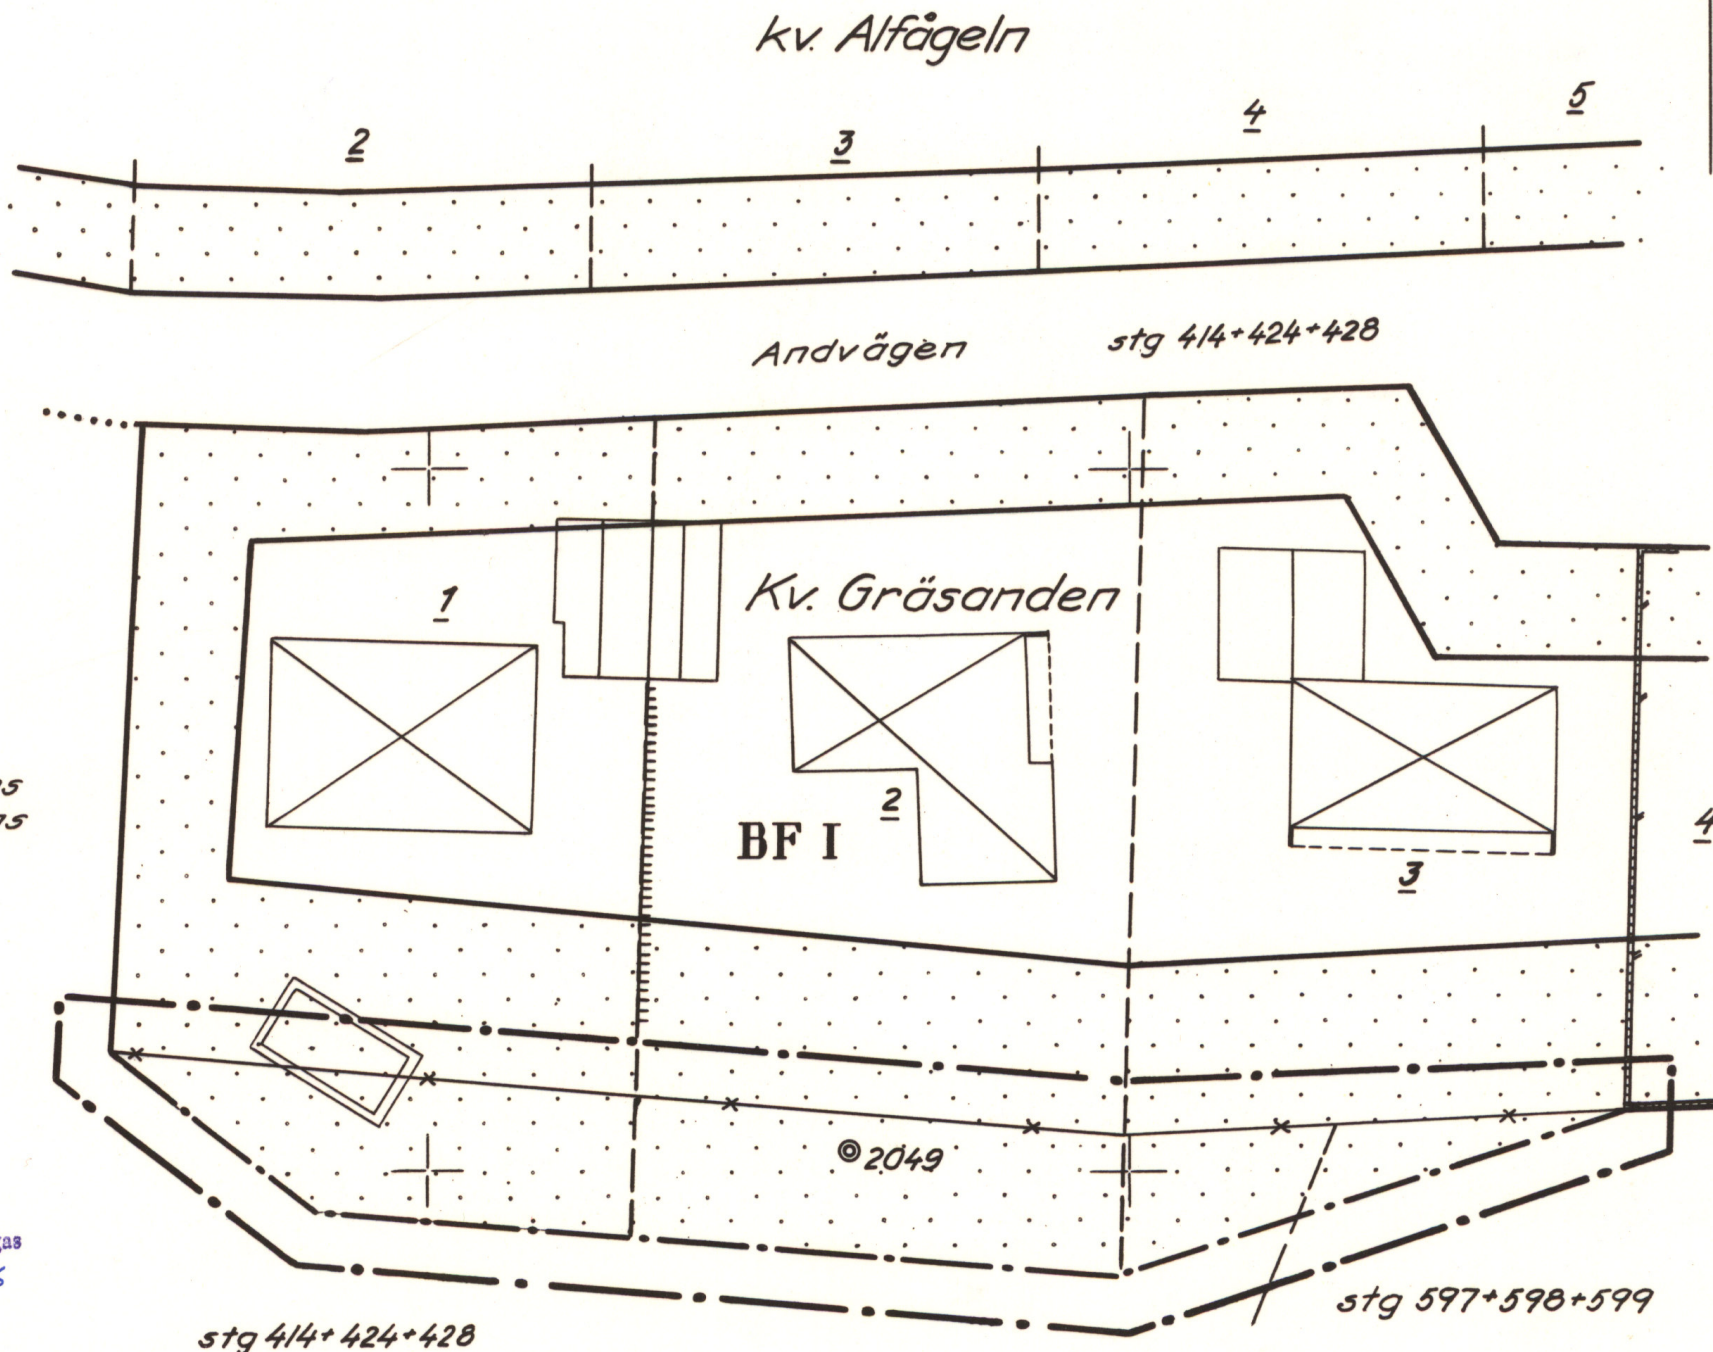 kv. Alfågeln
2
3
4
5
Andvägen
stg 414+424+428
1
Kv. Gräsanden
2
BF I
3
4
2049
stg 597+598+599
stg 414+424+428